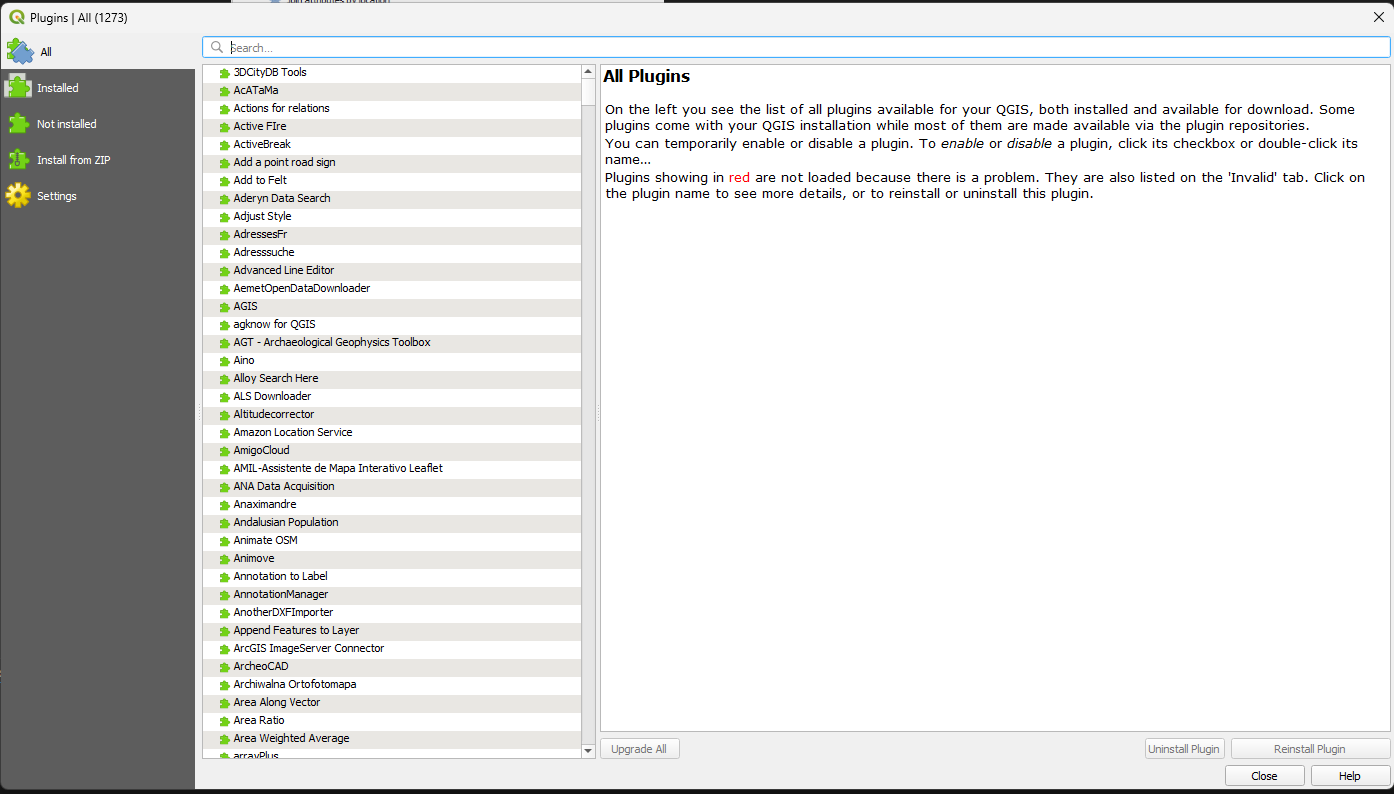 Join attributes by location
Plugins | All (1273)
All
Installed
Not installed
Install from ZIP
Settings
Search...
3DCityDB Tools
AcATaMa
Actions for relations
Active FIre
ActiveBreak
Add a point road sign
Add to Felt
Aderyn Data Search
Adjust Style
AdressesFr
Adresssuche
Advanced Line Editor
AemetOpenDataDownloader
AGIS
agknow for QGIS
AGT - Archaeological Geophysics Toolbox
Aino
Alloy Search Here
ALS Downloader
Altitudecorrector
Amazon Location Service
AmigoCloud
AMIL-Assistente de Mapa Interativo Leaflet
ANA Data Acquisition
Anaximandre
Andalusian Population
Animate OSM
Animove
Annotation to Label
AnnotationManager
AnotherDXFImporter
Append Features to Layer
ArcGIS ImageServer Connector
ArcheoCAD
Archiwalna Ortofotomapa
Area Along Vector
Area Ratio
Area Weighted Average
arrayPlus
All Plugins
On the left you see the list of all plugins available for your QGIS, both installed and available for download. Some
plugins come with your QGIS installation while most of them are made available via the plugin repositories.
You can temporarily enable or disable a plugin. To enable or disable a plugin, click its checkbox or double-click its
name...
Plugins showing in red are not loaded because there is a problem. They are also listed on the 'Invalid' tab. Click on
the plugin name to see more details, or to reinstall or uninstall this plugin.
Upgrade All
Uninstall Plugin
Reinstall Plugin
Close
Help